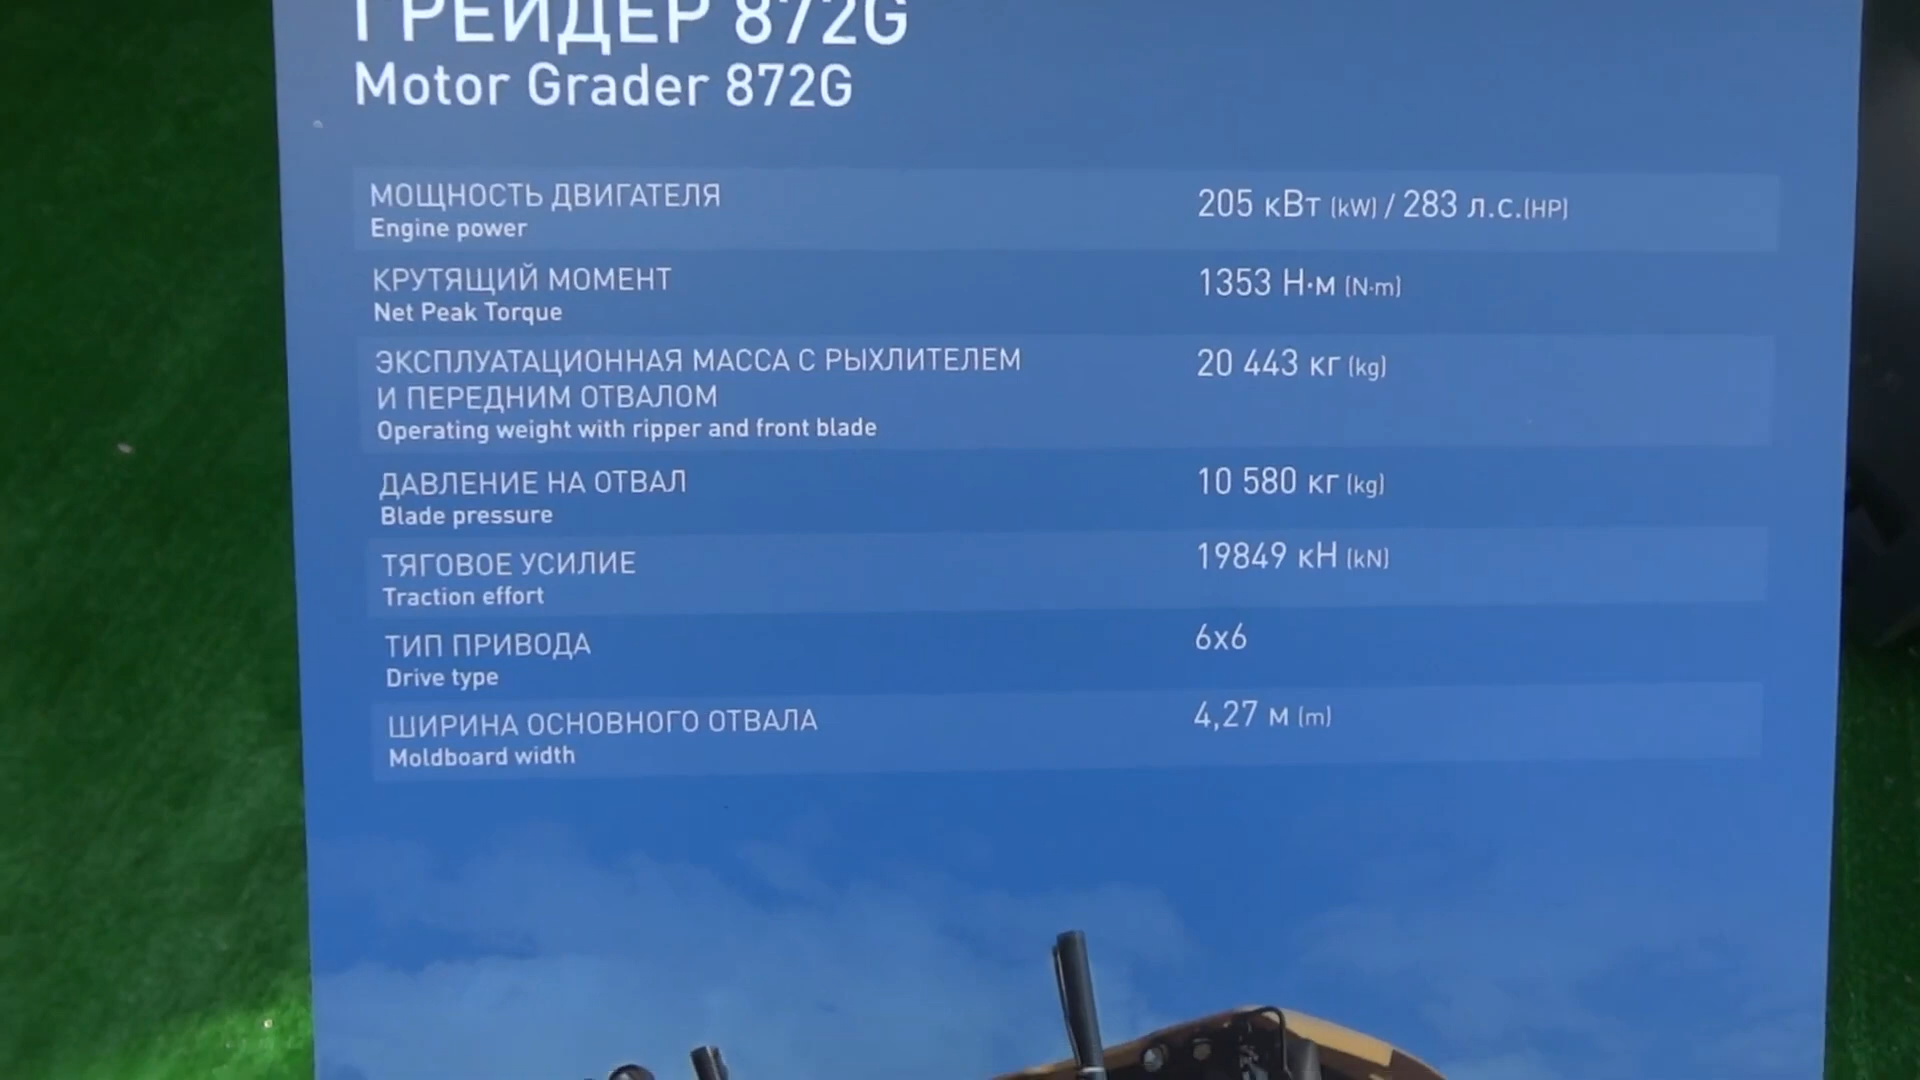 ГРЕЙДЕР 872G
Motor Grader 872G
МОЩНОСТЬ ДВИГАТЕЛЯ
Engine power
205 кВт (kW) / 283 л.с.(HP)
КРУТЯЩИЙ МОМЕНТ
Net Peak Torque
1353 Н·м (N·m)
ЭКСПЛУАТАЦИОННАЯ МАССА С РЫХЛИТЕЛЕМ
И ПЕРЕДНИМ ОТВАЛОМ
Operating weight with ripper and front blade
20 443 кг (kg)
ДАВЛЕНИЕ НА ОТВАЛ
Blade pressure
10 580 кг (kg)
ТЯГОВОЕ УСИЛИЕ
Traction effort
19849 кН (kN)
ТИП ПРИВОДА
Drive type
6x6
ШИРИНА ОСНОВНОГО ОТВАЛА
Moldboard width
4,27 м (m)